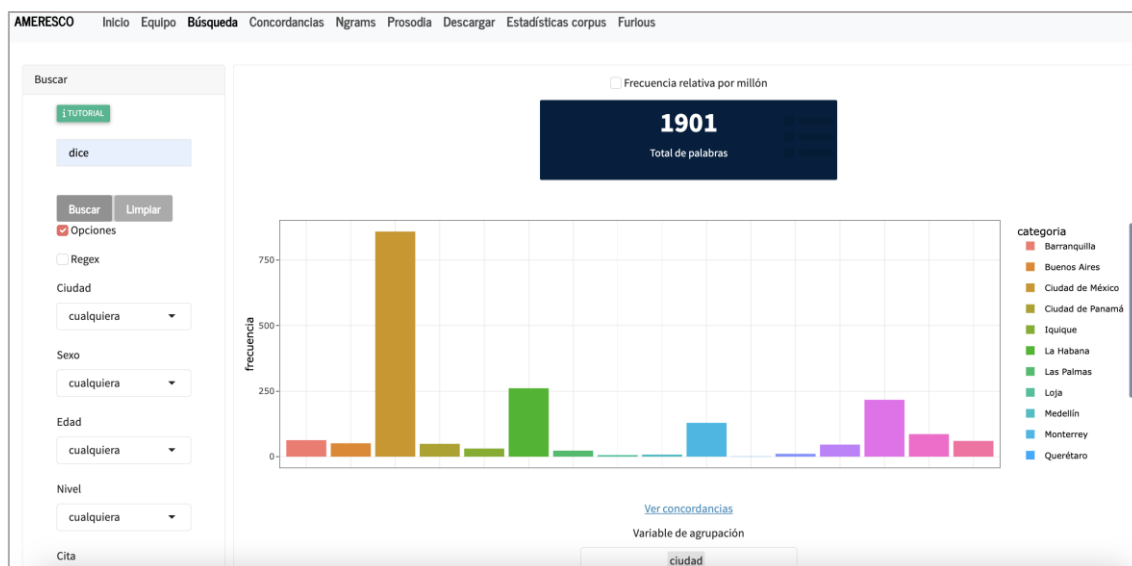 AMERESCO Inicio Equipo Búsqueda Concordancias Ngrams Prosodia Descargar Estadísticas corpus Furious
Buscar
i TUTORIAL
dice
Buscar Limpiar
Opciones
Regex
Ciudad
cualquiera
Sexo
cualquiera
Edad
cualquiera
Nivel
cualquiera
Cita
Frecuencia relativa por millón
1901
Total de palabras
frecuencia
750
500
250
0
categoria
Barranquilla
Buenos Aires
Ciudad de México
Ciudad de Panamá
Iquique
La Habana
Las Palmas
Loja
Medellín
Monterrey
Querétaro
Ver concordancias
Variable de agrupación
ciudad